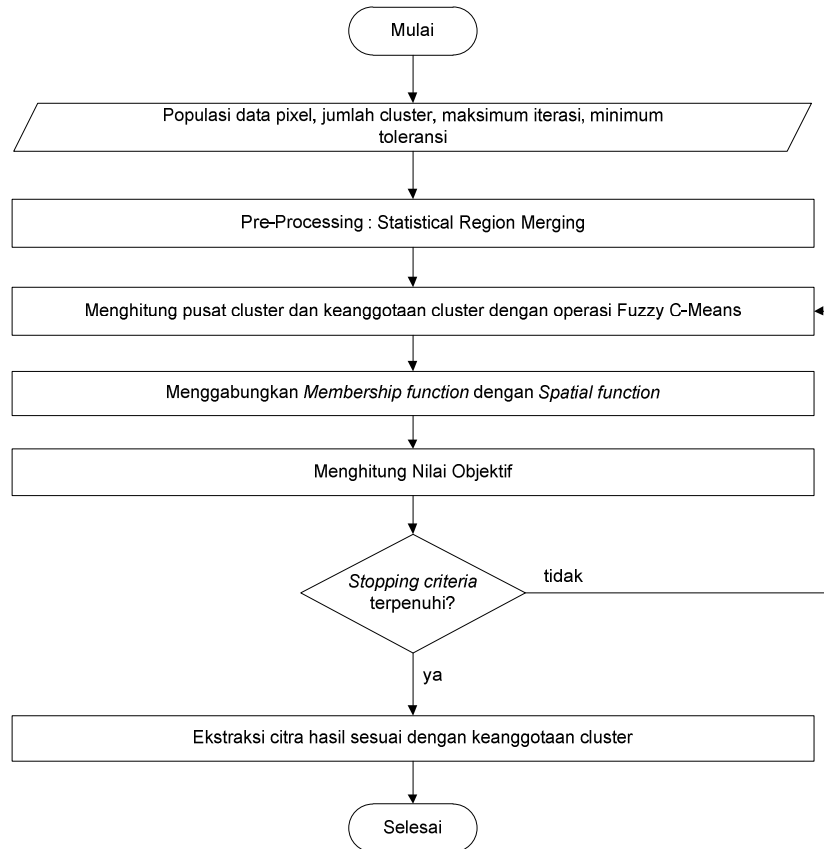 Mulai
Populasi data pixel, jumlah cluster, maksimum iterasi, minimum
toleransi
Pre-Processing : Statistical Region Merging
Menghitung pusat cluster dan keanggotaan cluster dengan operasi Fuzzy C-Means
Menggabungkan Membership function dengan Spatial function
Menghitung Nilai Objektif
Stopping criteria
terpenuhi?
tidak
ya
Ekstraksi citra hasil sesuai dengan keanggotaan cluster
Selesai